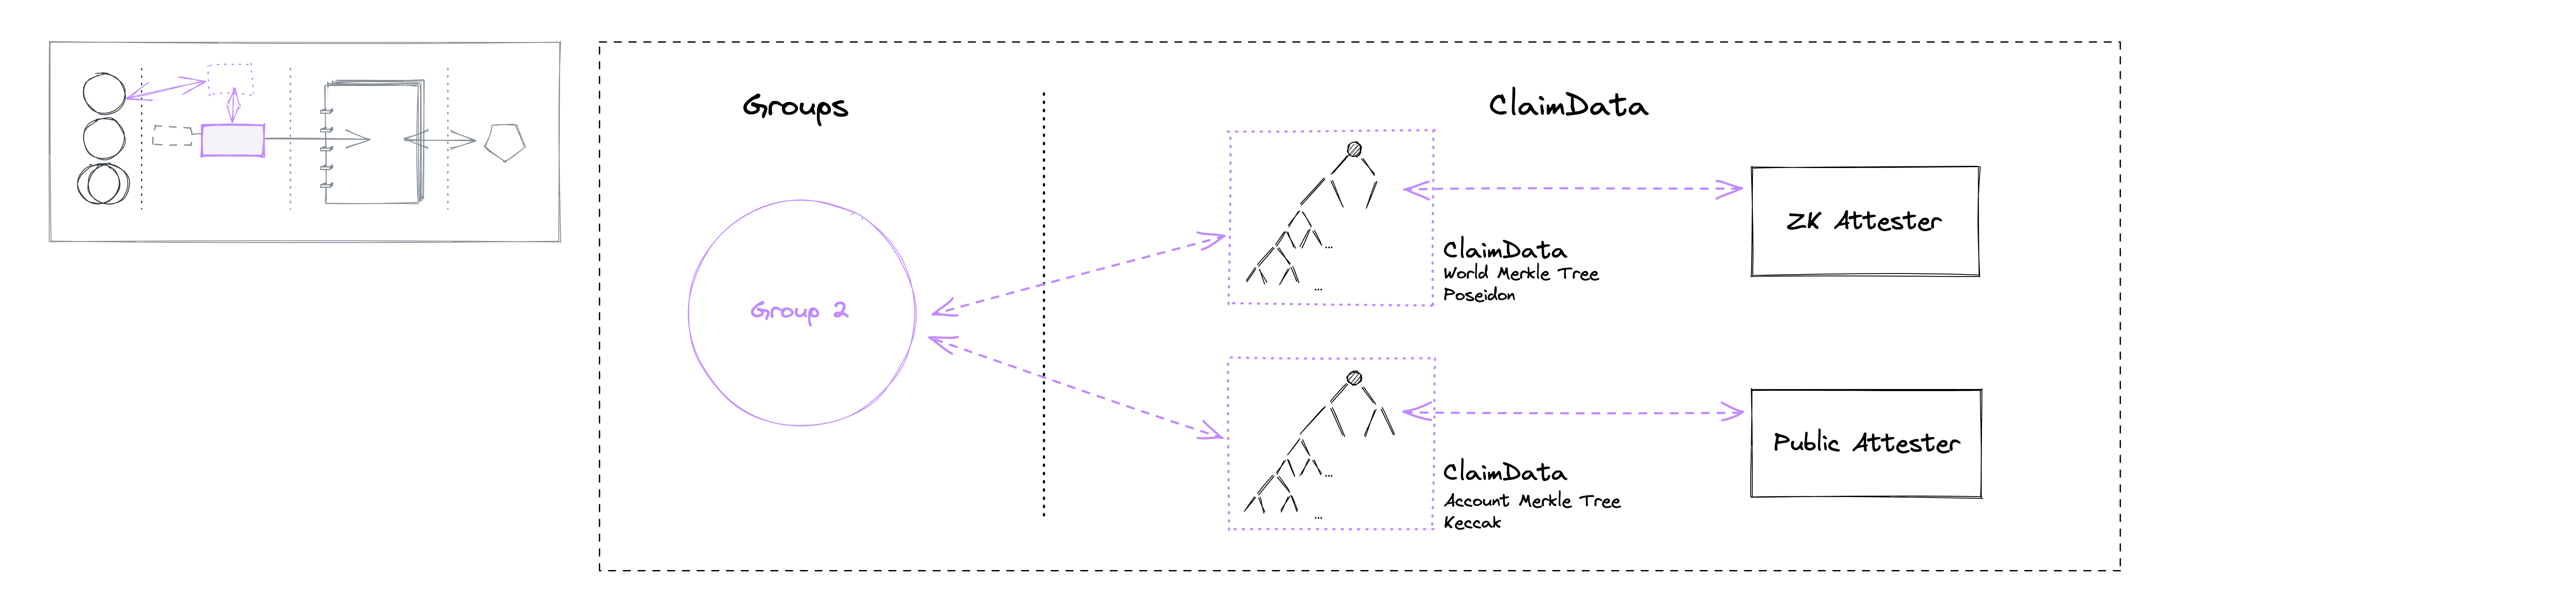 Groups
ClaimData
Group 2
ClaimData
World Merkle Tree
Poseidon
...
...
ZK Attester
ClaimData
Account Merkle Tree
Keccak
...
...
Public Attester